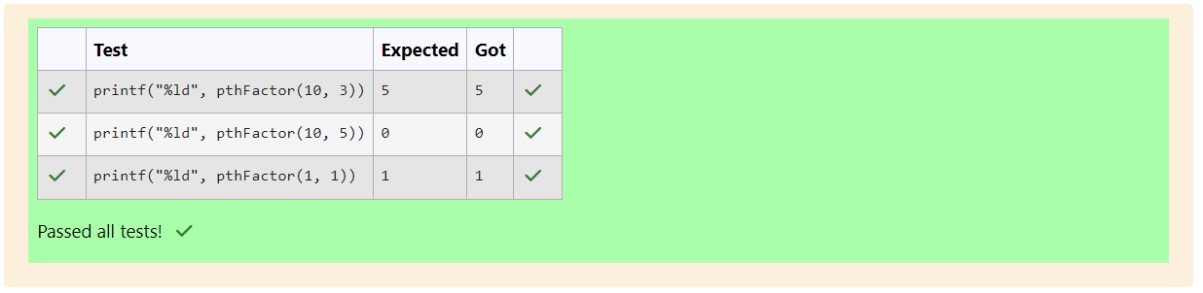 Test Expected Got
printf("%ld", pthFactor(10, 3)) 5 5
printf("%ld", pthFactor(10, 5)) 0 0
printf("%ld", pthFactor(1, 1)) 1 1
Passed all tests!